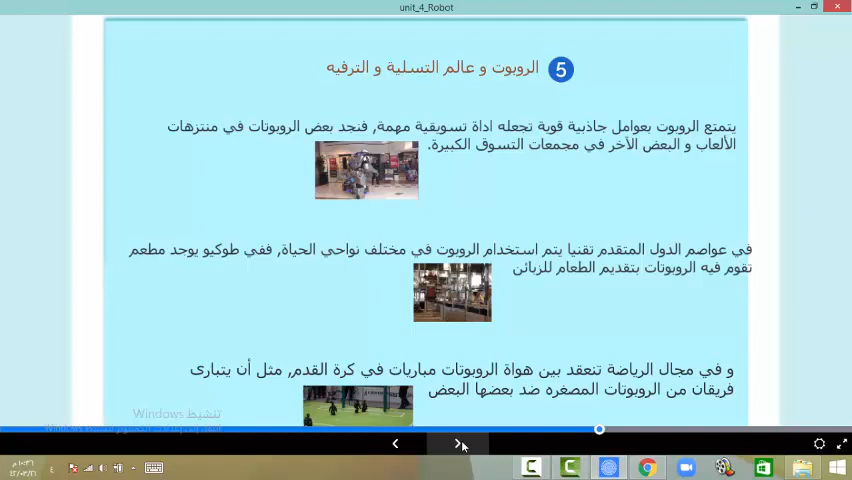 unit_4_Robot
5 الروبوت و عالم التسلية و الترفيه
يتمتع الروبوت بعوامل جاذبية قوية تجعله اداة تسويقية مهمة, فنجد بعض الروبوتات في منتزهات
الألعاب و البعض الآخر في مجمعات التسوق الكبيرة.
في عواصم الدول المتقدم تقنيا يتم استخدام الروبوت في مختلف نواحي الحياة, ففي طوكيو يوجد مطعم
تقوم فيه الروبوتات بتقديم الطعام للزبائن
و في مجال الرياضة تنعقد بين هواة الروبوتات مباريات في كرة القدم, مثل أن يتبارى
فريقان من الروبوتات المصغره ضد بعضها البعض
تنشيط Windows